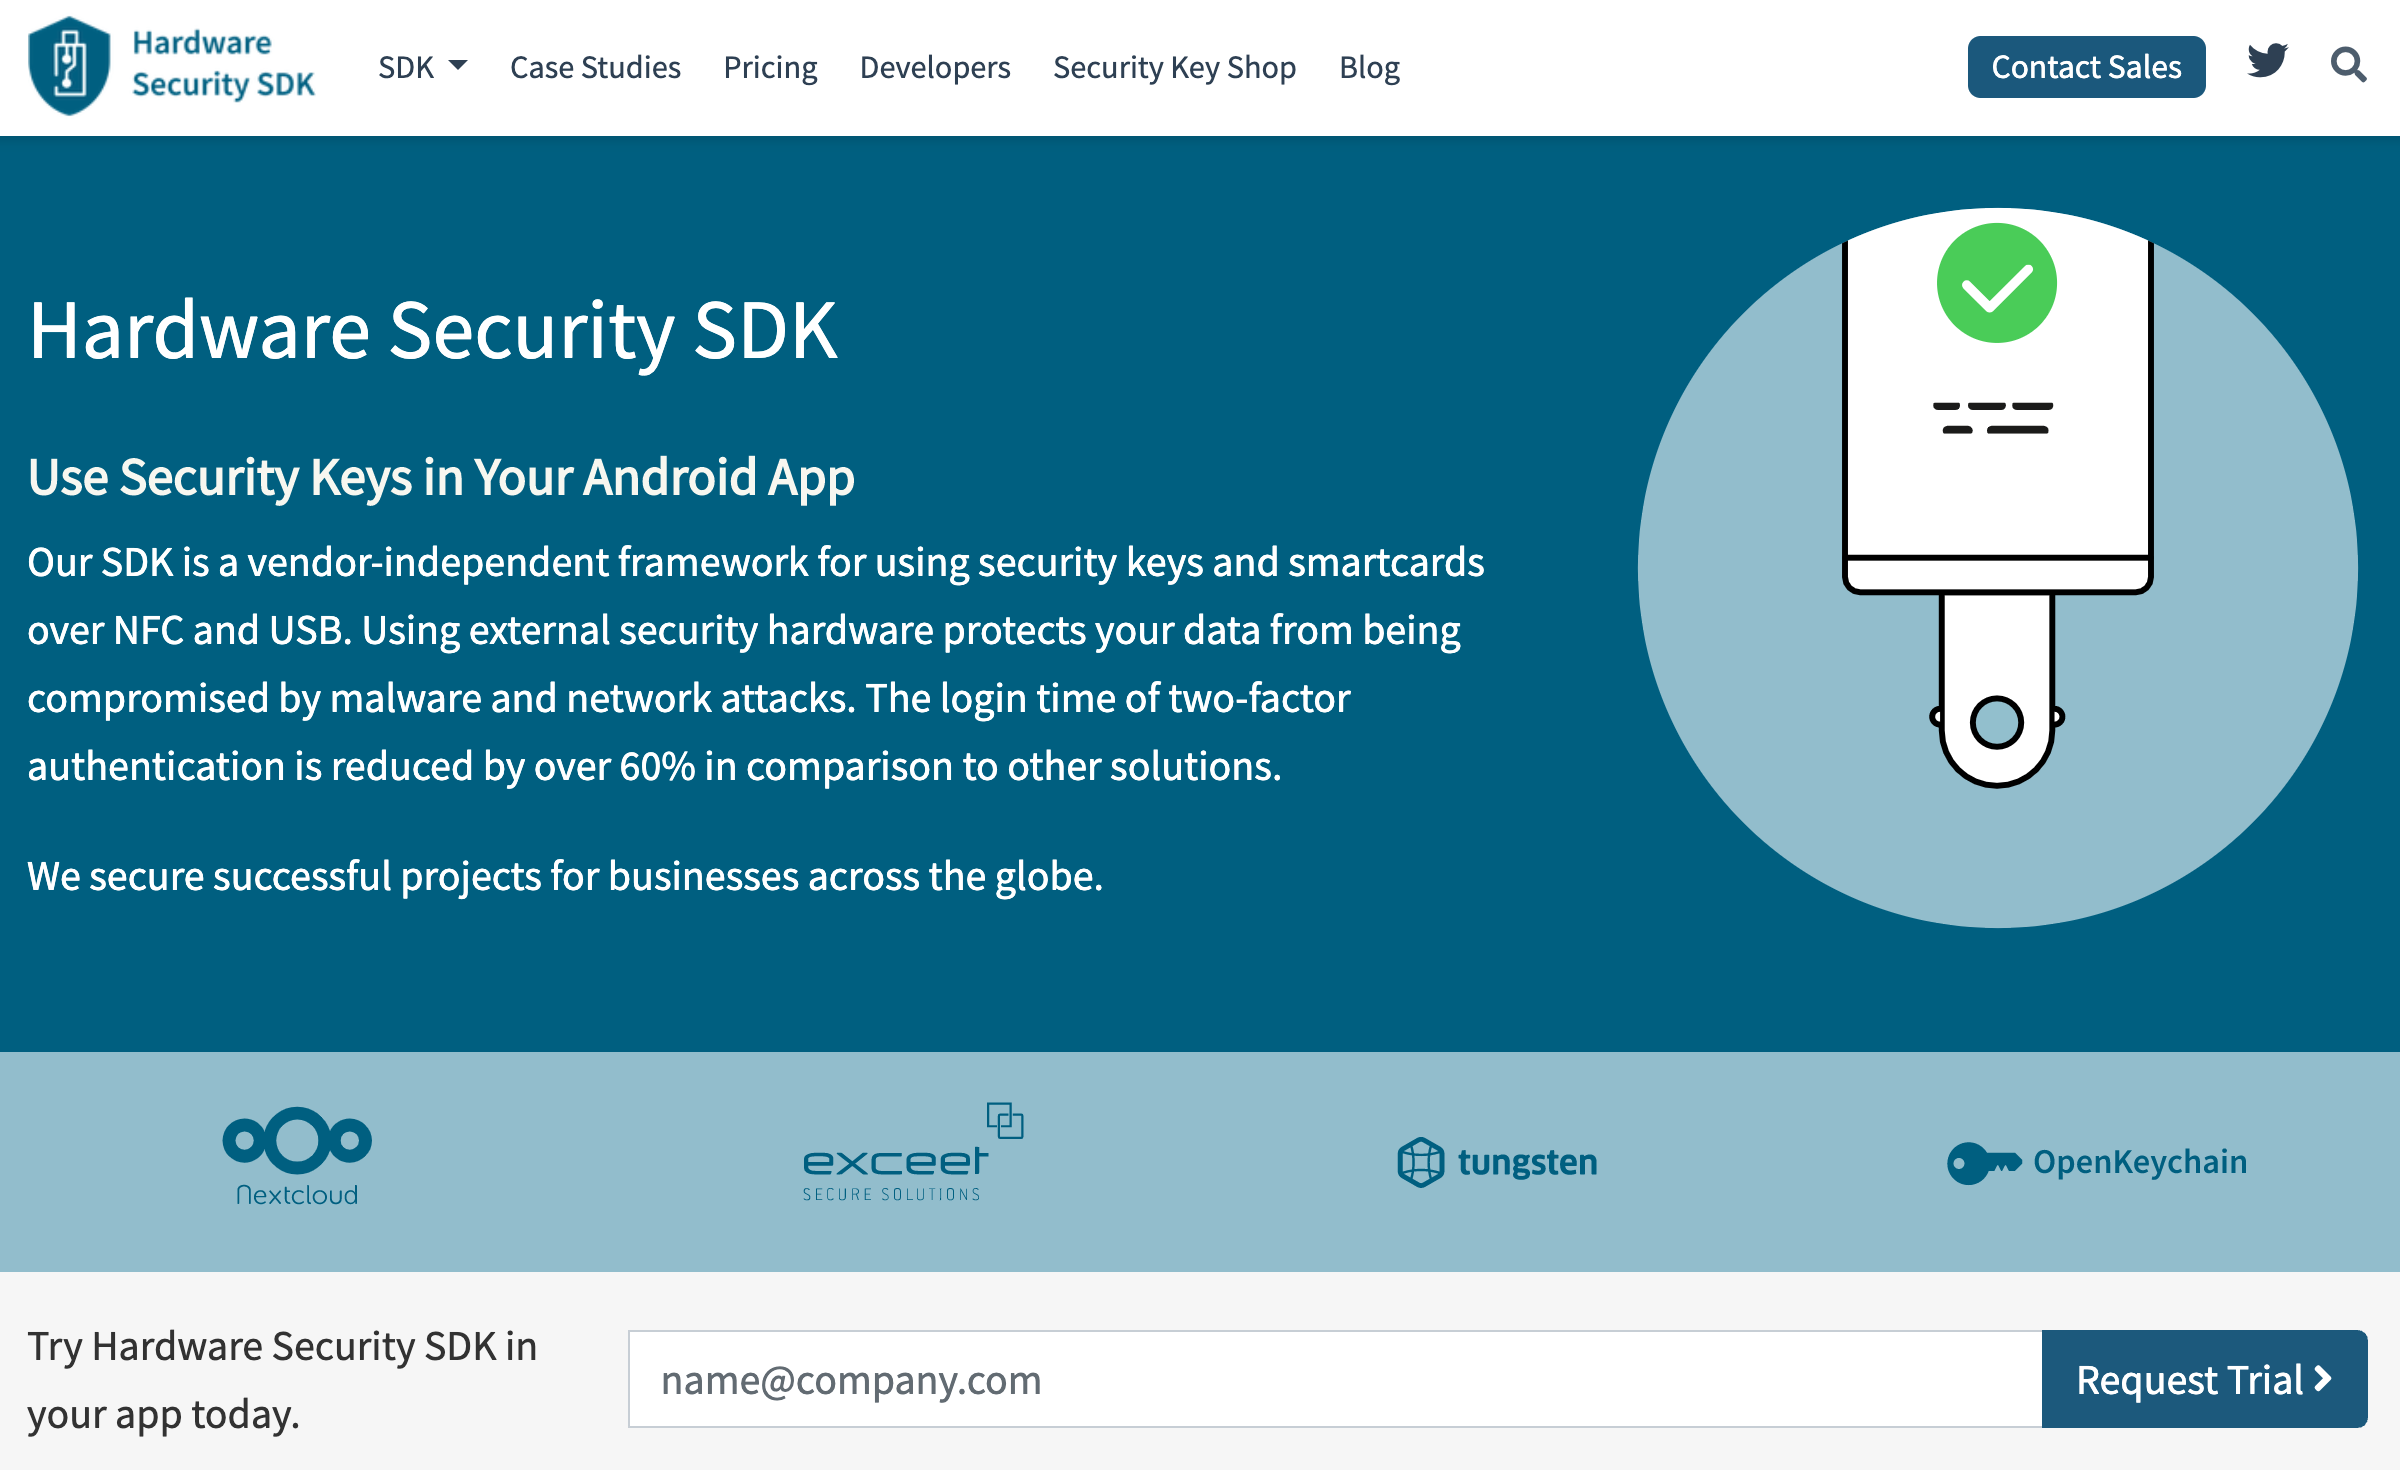 Hardware
Security SDK
SDK
Case Studies
Pricing
Developers
Security Key Shop
Blog
Contact Sales
Hardware Security SDK
Use Security Keys in Your Android App
Our SDK is a vendor-independent framework for using security keys and smartcards
over NFC and USB. Using external security hardware protects your data from being
compromised by malware and network attacks. The login time of two-factor
authentication is reduced by over 60% in comparison to other solutions.
We secure successful projects for businesses across the globe.
Nextcloud
exceet
SECURE SOLUTIONS
tungsten
OpenKeychain
Try Hardware Security SDK in
your app today.
name@company.com
Request Trial